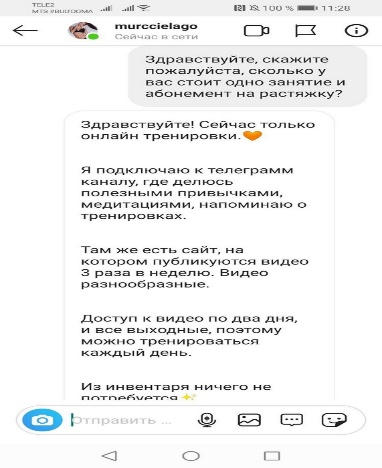 TELE2
100 % 11:28
murccielago
Сейчас в сети
Здравствуйте, скажите
пожалуйста, сколько у
вас стоит одно занятие и
абонемент на растяжку?
Здравствуйте! Сейчас только
онлайн тренировки.🧡
Я подключаю к телеграмм
каналу, где делюсь
полезными привычками,
медитациями, напоминаю о
тренировках.
Там же есть сайт, на
котором публикуются видео
3 раза в неделю. Видео
разнообразные.
Доступ к видео по два дня,
и все выходные, поэтому
можно тренироваться
каждый день.
Из инвентаря ничего не
потребуется✨
Отправить ...